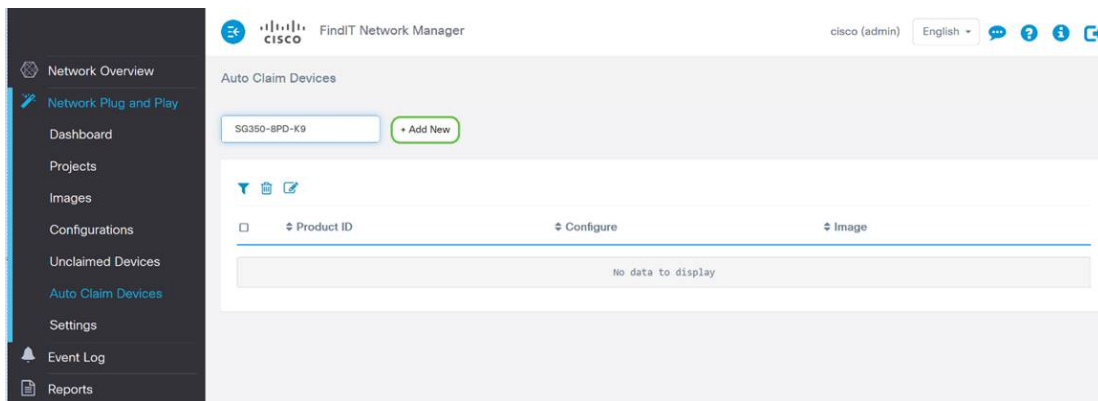 CISCO FindIT Network Manager
cisco (admin)
English
Network Overview
Network Plug and Play
Dashboard
Projects
Images
Configurations
Unclaimed Devices
Auto Claim Devices
Settings
Event Log
Reports
Auto Claim Devices
SG350-8PD-K9
+ Add New
Product ID
Configure
Image
No data to display